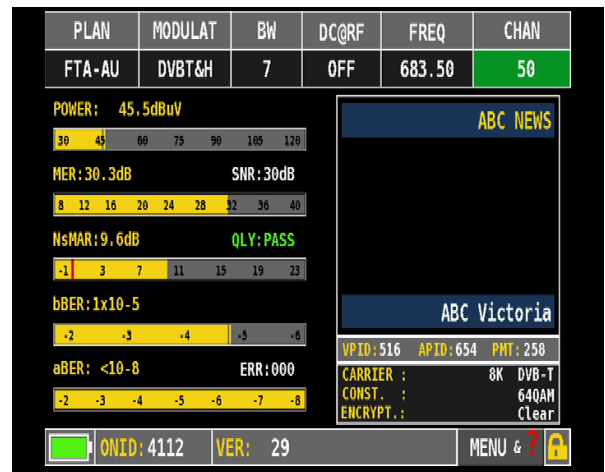 PLAN MODULAT BW DC@RF FREQ CHAN
FTA-AU DVBT&H 7 OFF 683.50 50
POWER: 45.5dBuV
30 45 60 75 90 105 120
MER:30.3dB SNR:30dB
8 12 16 20 24 28 32 36 40
NsMAR:9.6dB QLY:PASS
-1 3 7 11 15 19 23
bBER:1x10-5
-2 -3 -4 -5 -6
aBER: <10-8 ERR:000
-2 -3 -4 -5 -6 -7 -8
ABC NEWS
ABC Victoria
VPID:516 APID:654 PMT:258
CARRIER : 8K DVB-T
CONST. : 64QAM
ENCRYPT.: Clear
ONID:4112 VER: 29 MENU & ?